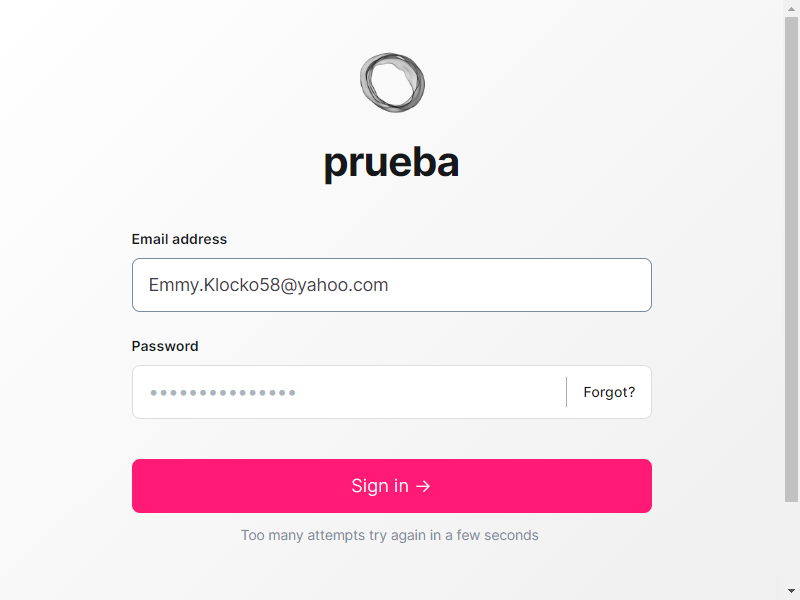 prueba
Email address
Emmy.Klocko58@yahoo.com
Password
•••••••••••••••
Forgot?
Sign in →
Too many attempts try again in a few seconds